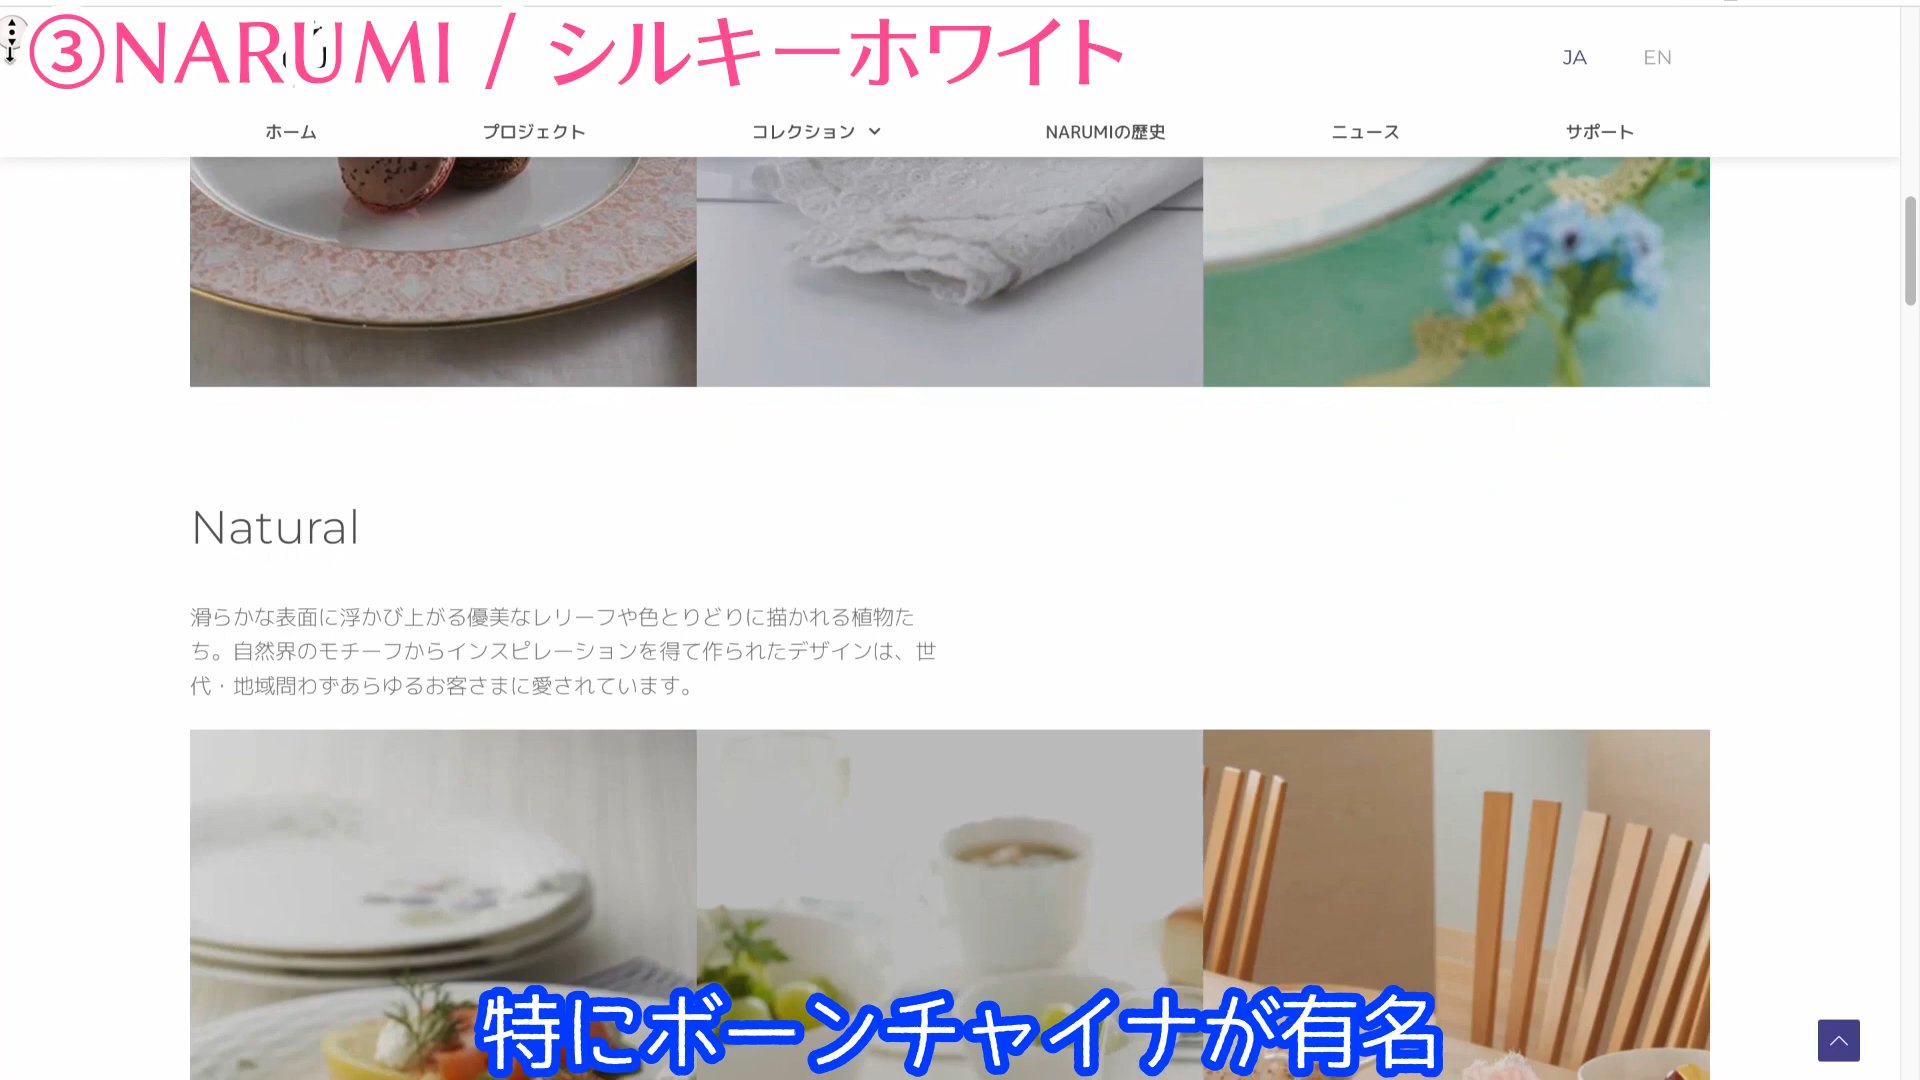 ③NARUMI / シルキーホワイト
JA EN
ホーム プロジェクト コレクション NARUMIの歴史 ニュース サポート
Natural
滑らかな表面に浮かび上がる優美なレリーフや色とりどりに描かれる植物た
ち。自然界のモチーフからインスピレーションを得て作られたデザインは、世
代・地域問わずあらゆるお客さまに愛されています。
特にボーンチャイナが有名